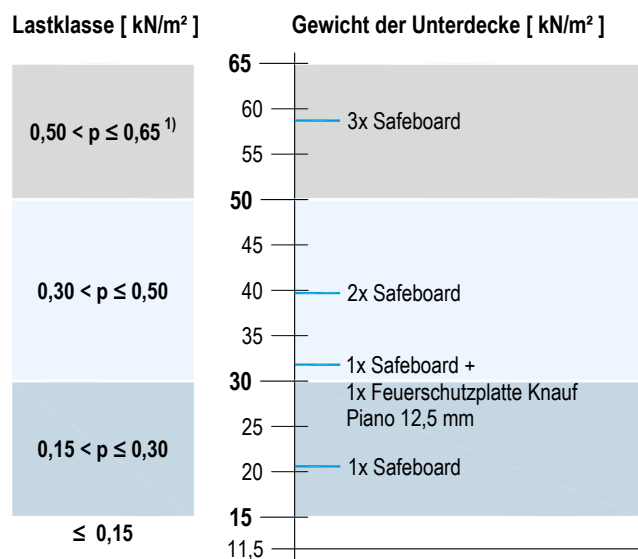 Lastklasse [ kN/m² ]
Gewicht der Unterdecke [ kN/m² ]
65
60
3x Safeboard
0,50 < p ≤ 0,65 ¹⁾
55
50
45
0,30 < p ≤ 0,50
40
2x Safeboard
35
1x Safeboard +
1x Feuerschutzplatte Knauf
Piano 12,5 mm
30
25
0,15 < p ≤ 0,30
20
1x Safeboard
15
≤ 0,15
11,5